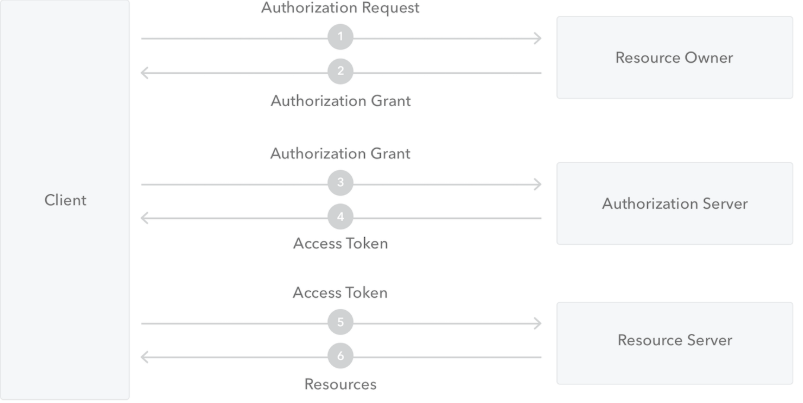 Authorization Request
1
Resource Owner
2
Authorization Grant
Authorization Grant
3
Client
Authorization Server
4
Access Token
Access Token
5
Resource Server
6
Resources